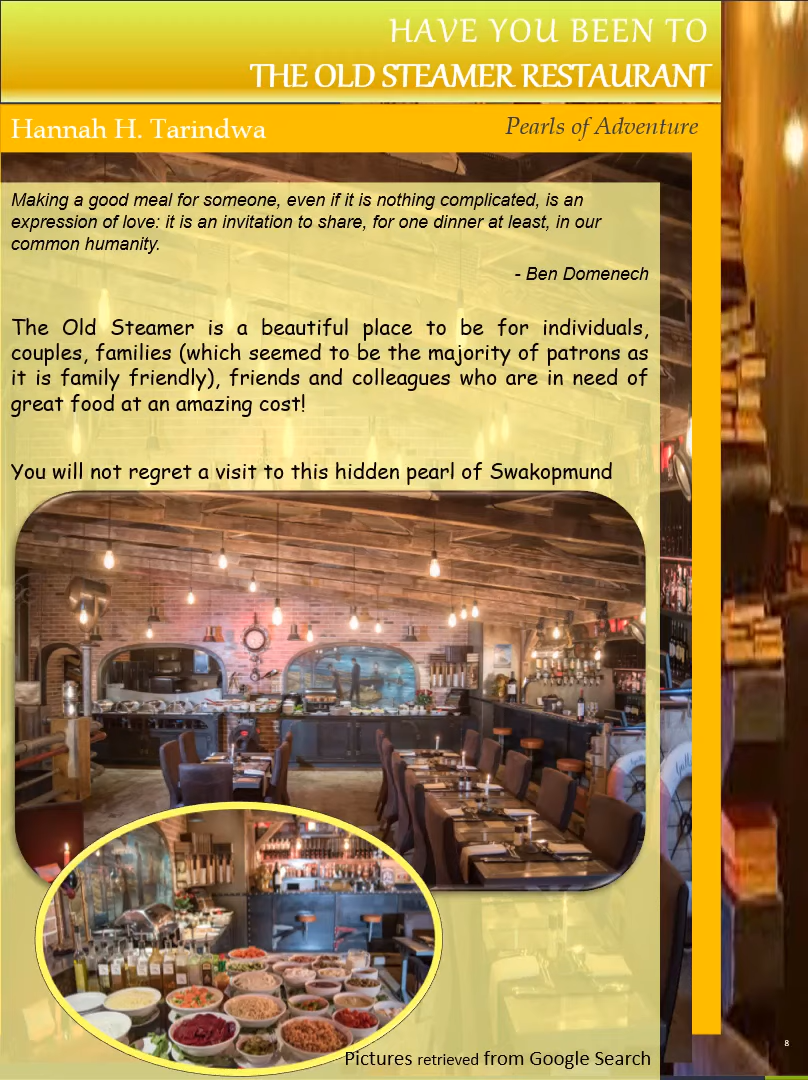 HAVE YOU BEEN TO
THE OLD STEAMER RESTAURANT
Hannah H. Tarindwa
Pearls of Adventure
Making a good meal for someone, even if it is nothing complicated, is an
expression of love: it is an invitation to share, for one dinner at least, in our
common humanity.
- Ben Domenech
The Old Steamer is a beautiful place to be for individuals,
couples, families (which seemed to be the majority of patrons as
it is family friendly), friends and colleagues who are in need of
great food at an amazing cost!
You will not regret a visit to this hidden pearl of Swakopmund
Pictures retrieved from Google Search
8